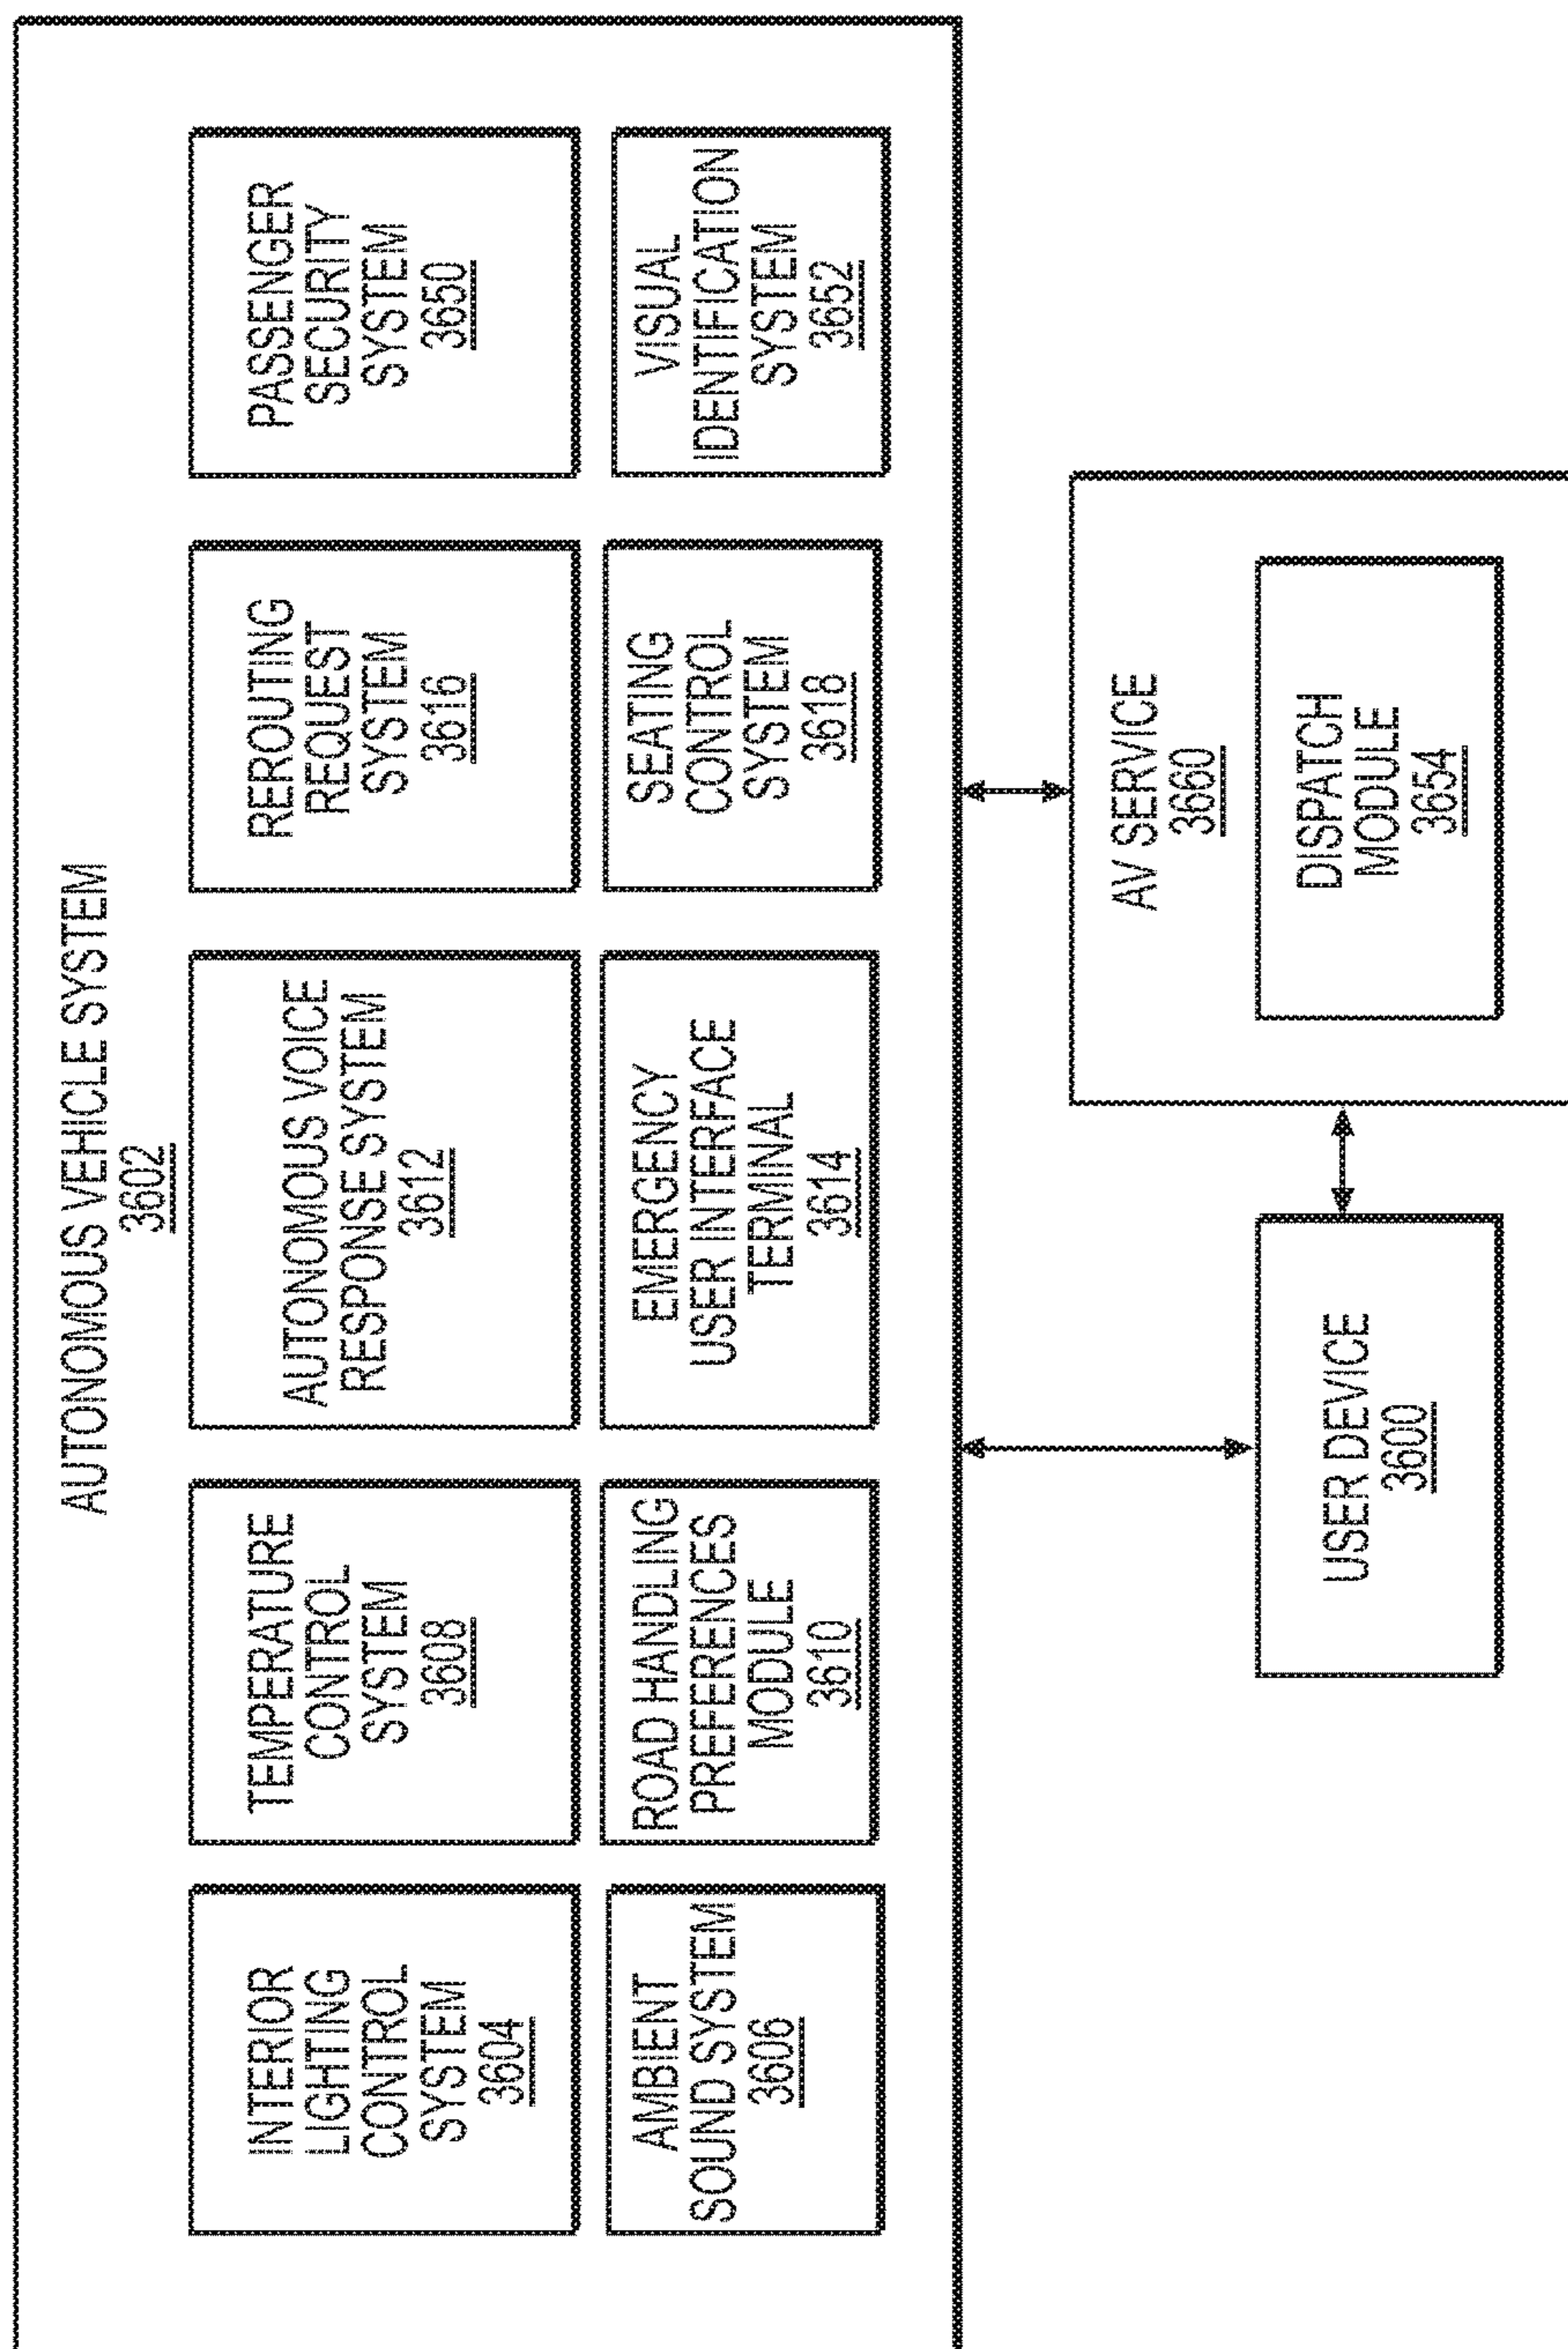 AUTONOMOUS VEHICLE SYSTEM
3602
INTERIOR
LIGHTING
CONTROL
SYSTEM
3604
TEMPERATURE
CONTROL
SYSTEM
3608
AUTONOMOUS VOICE
RESPONSE SYSTEM
3612
REROUTING
REQUEST
SYSTEM
3616
PASSENGER
SECURITY
SYSTEM
3650
AMBIENT
SOUND SYSTEM
3606
ROAD HANDLING
PREFERENCES
MODULE
3610
EMERGENCY
USER INTERFACE
TERMINAL
3614
SEATING
CONTROL
SYSTEM
3618
VISUAL
IDENTIFICATION
SYSTEM
3652
USER DEVICE
3600
AV SERVICE
3660
DISPATCH
MODULE
3654